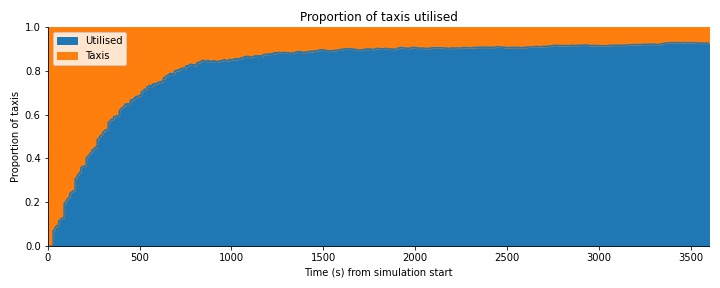 Proportion of taxis utilised
1.0
Utilised
Taxis
0.8
0.6
0.4
0.2
0.0
Proportion of taxis
0 500 1000 1500 2000 2500 3000 3500
Time (s) from simulation start